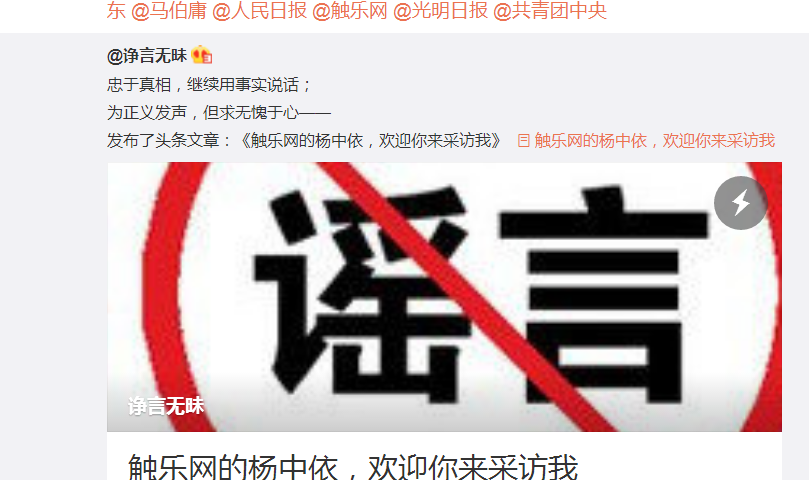 东 @马伯庸 @人民日报 @触乐网 @光明日报 @共青团中央
@诤言无昧
忠于真相，继续用事实说话；
为正义发声，但求无愧于心——
发布了头条文章：《触乐网的杨中依，欢迎你来采访我》 触乐网的杨中依，欢迎你来采访我
谣言
诤言无昧
触乐网的杨中依，欢迎你来采访我